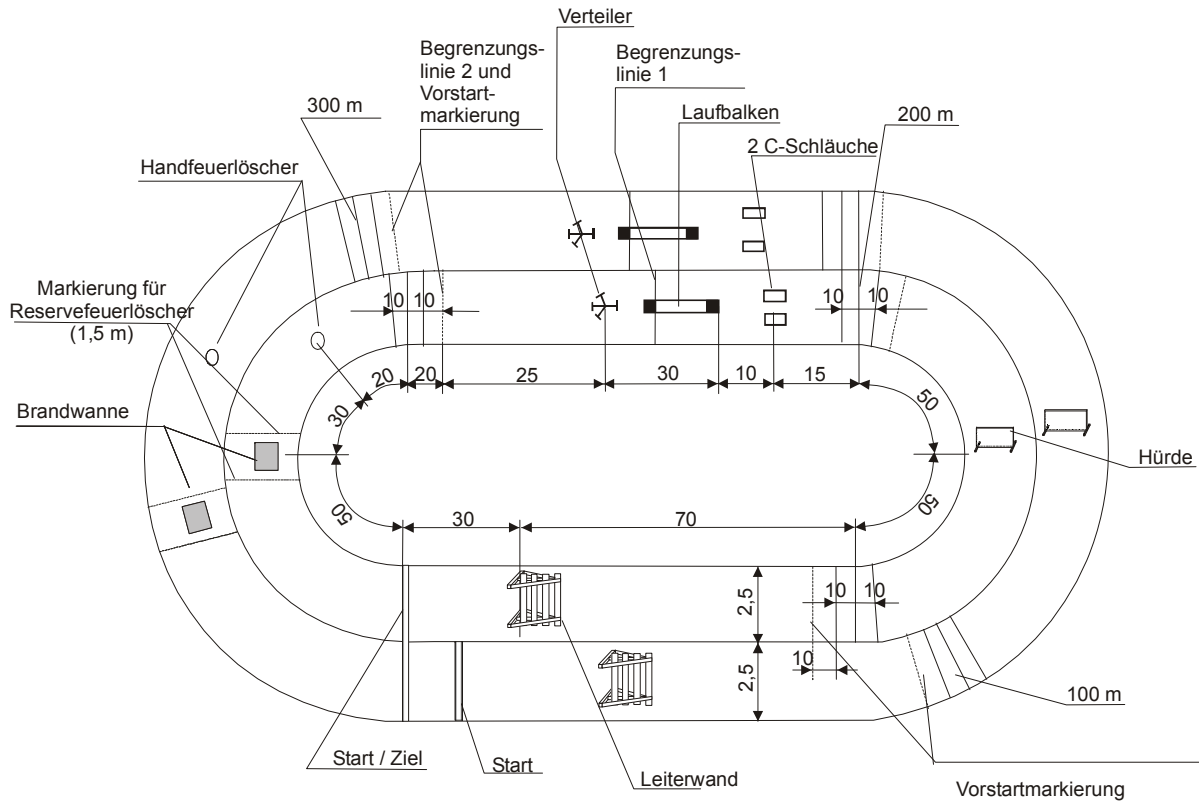 Verteiler
Begrenzungs-
linie 2 und
Vorstart-
markierung
Begrenzungs-
linie 1
300 m
Laufbalken
200 m
2 C-Schläuche
Handfeuerlöscher
Markierung für
Reservefeuerlöscher
(1,5 m)
10 10
10 10
20 20 25 30 10 15
50
30
Brandwanne
Hürde
50
30 70
50
2,5
10 10
10
2,5
100 m
Start / Ziel
Start
Leiterwand
Vorstartmarkierung